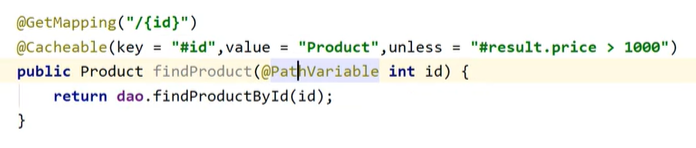 @GetMapping("/{id}")
@Cacheable(key = "#id",value = "Product",unless = "#result.price > 1000")
public Product findProduct(@PathVariable int id) {
return dao.findProductById(id);
}